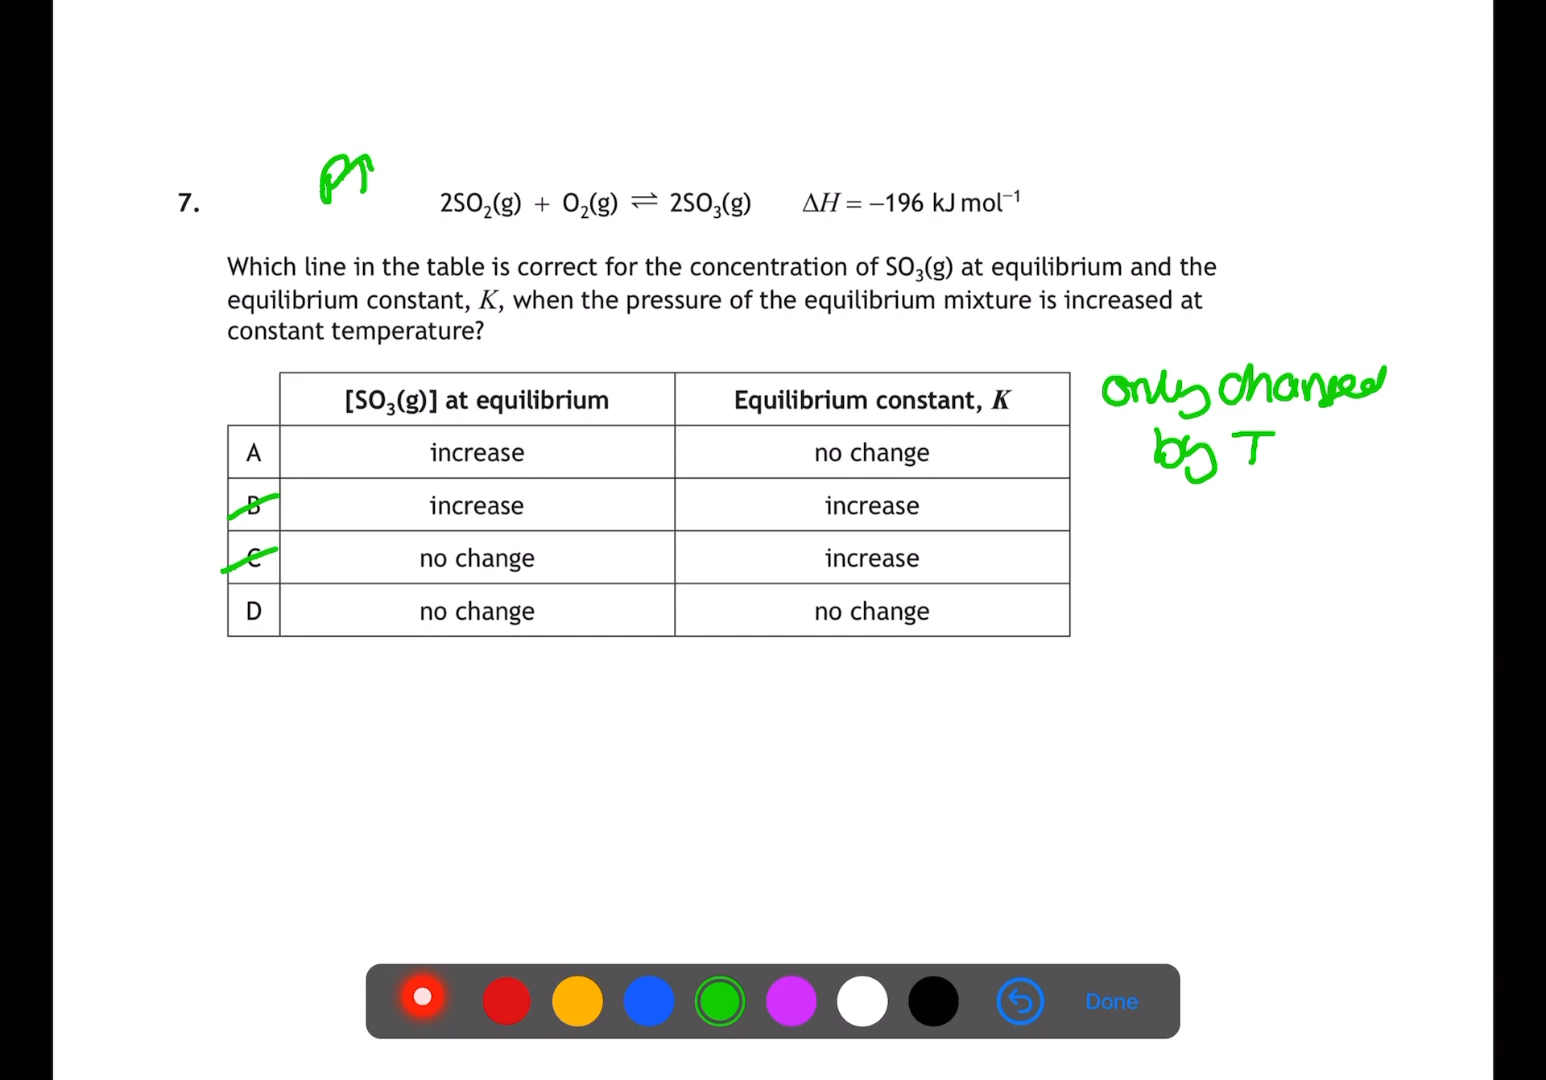 P↑
7. 2SO₂(g) + O₂(g) ⇌ 2SO₃(g) ΔH = −196 kJ mol⁻¹
Which line in the table is correct for the concentration of SO₃(g) at equilibrium and the
equilibrium constant, K, when the pressure of the equilibrium mixture is increased at
constant temperature?
[SO₃(g)] at equilibrium Equilibrium constant, K
only changed
by T
A increase no change
B increase increase
C no change increase
D no change no change
Done